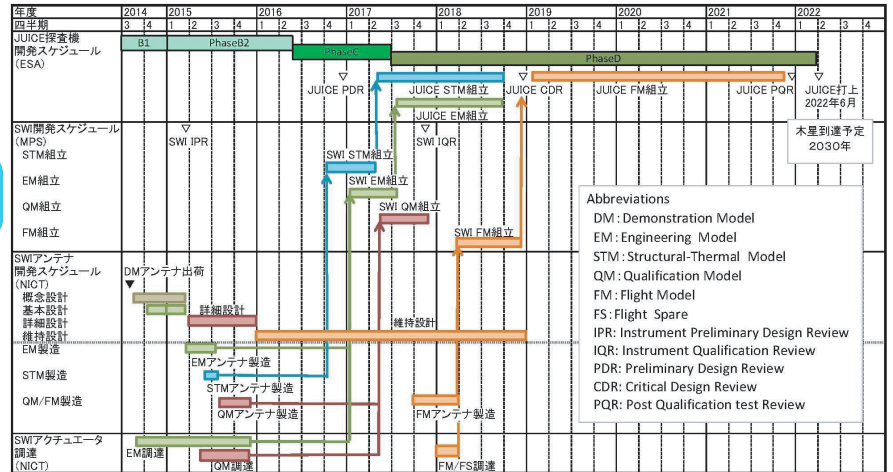 年度 2014 2015 2016 2017 2018 2019 2020 2021 2022
四半期 3 4 1 2 3 4 1 2 3 4 1 2 3 4 1 2 3 4 1 2 3 4 1 2 3 4 1 2 3 4 1 2 3 4
JUICE探査機
開発スケジュール
(ESA)
B1 PhaseB2
PhaseC
PhaseD
JUICE PDR JUICE STM組立 JUICE CDR JUICE FM組立 JUICE PQR JUICE打上
2022年6月
JUICE EM組立
SWI開発スケジュール
(MPS)
SWI IPR SWI IQR
木星到達予定
2030年
STM組立 SWI STM組立
EM組立 SWI EM組立
QM組立 SWI QM組立
FM組立 SWI FM組立
SWIアンテナ
開発スケジュール
(NICT)
DMアンテナ出荷
概念設計
基本設計
詳細設計 詳細設計
維持設計 維持設計
EM製造 EMアンテナ製造
STM製造 STMアンテナ製造
QM/FM製造 QMアンテナ製造 FMアンテナ製造
SWIアクチュエータ
調達
(NICT)
EM調達
QM調達 FM/FS調達
Abbreviations
DM : Demonstration Model
EM : Engineering Model
STM : Structural-Thermal Model
QM : Qualification Model
FM : Flight Model
FS : Flight Spare
IPR: Instrument Preliminary Design Review
IQR: Instrument Qualification Review
PDR: Preliminary Design Review
CDR: Critical Design Review
PQR: Post Qualification test Review